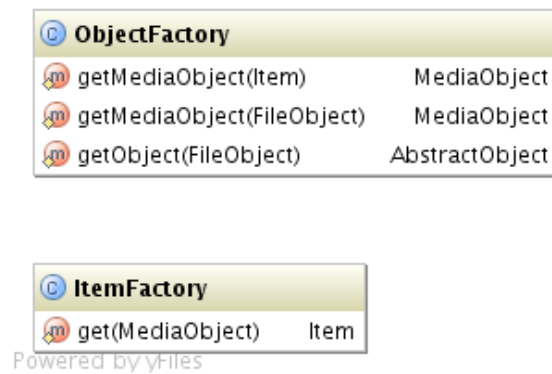 C ObjectFactory
m getMediaObject(Item) MediaObject
m getMediaObject(FileObject) MediaObject
m getObject(FileObject) AbstractObject
C ItemFactory
m get(MediaObject) Item
Powered by yFiles